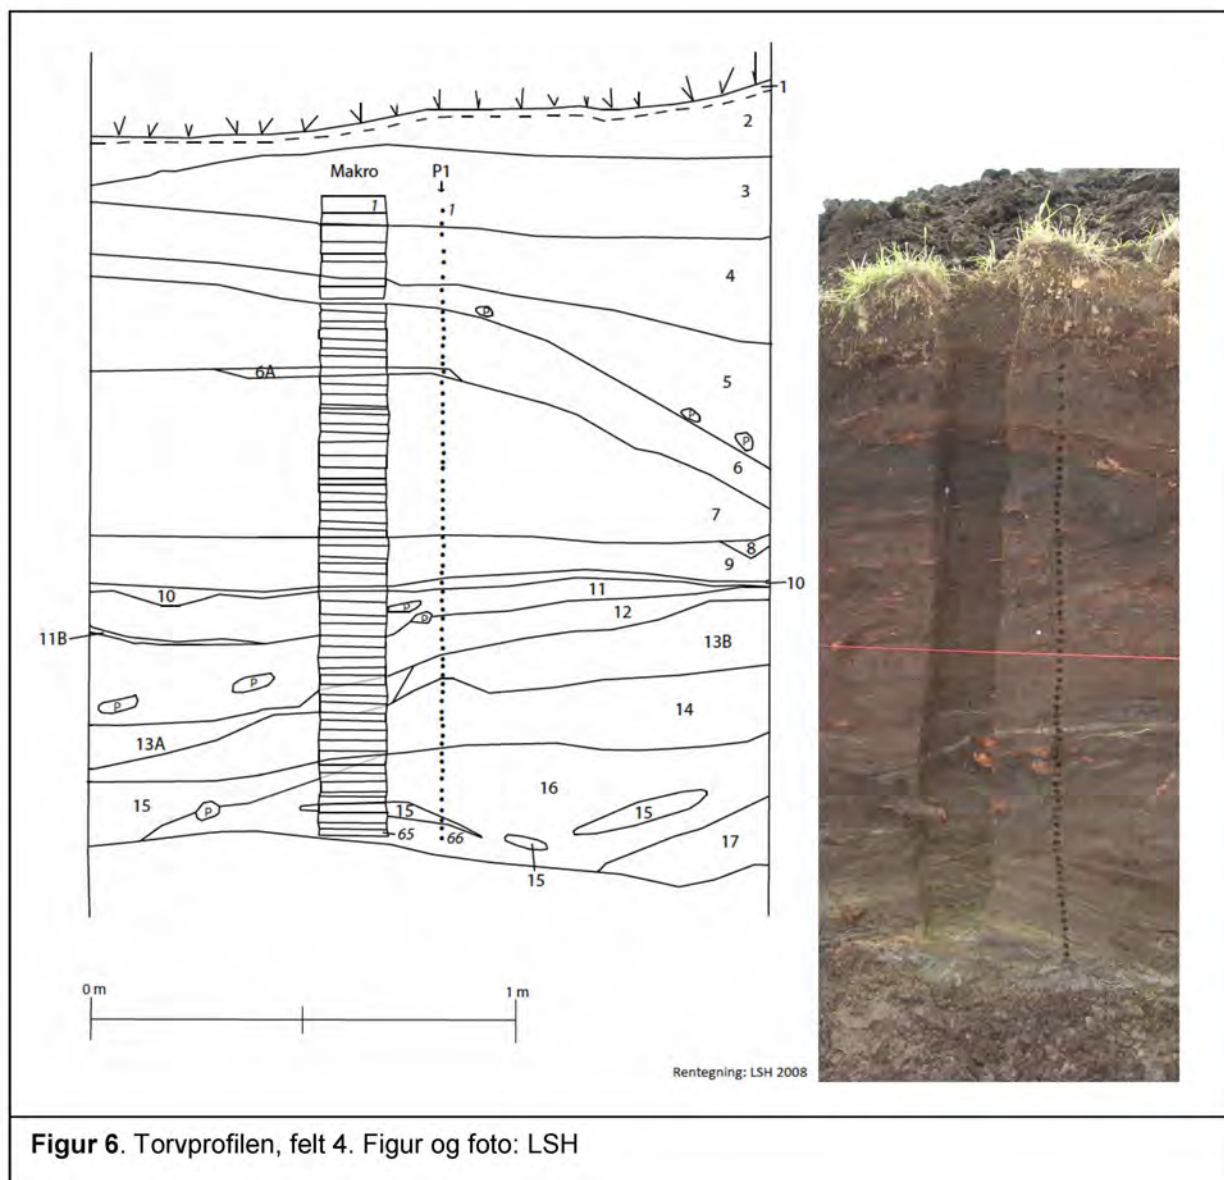 1
2
Makro
P1
1
1
3
4
P
5
6A
P
P
6
7
8
9
10
10
11
P
12
P
11B
13B
P
P
14
13A
16
15
P
15
15
65
66
17
15
0 m
1 m
Rentegning: LSH 2008
Figur 6. Torvprofilen, felt 4. Figur og foto: LSH